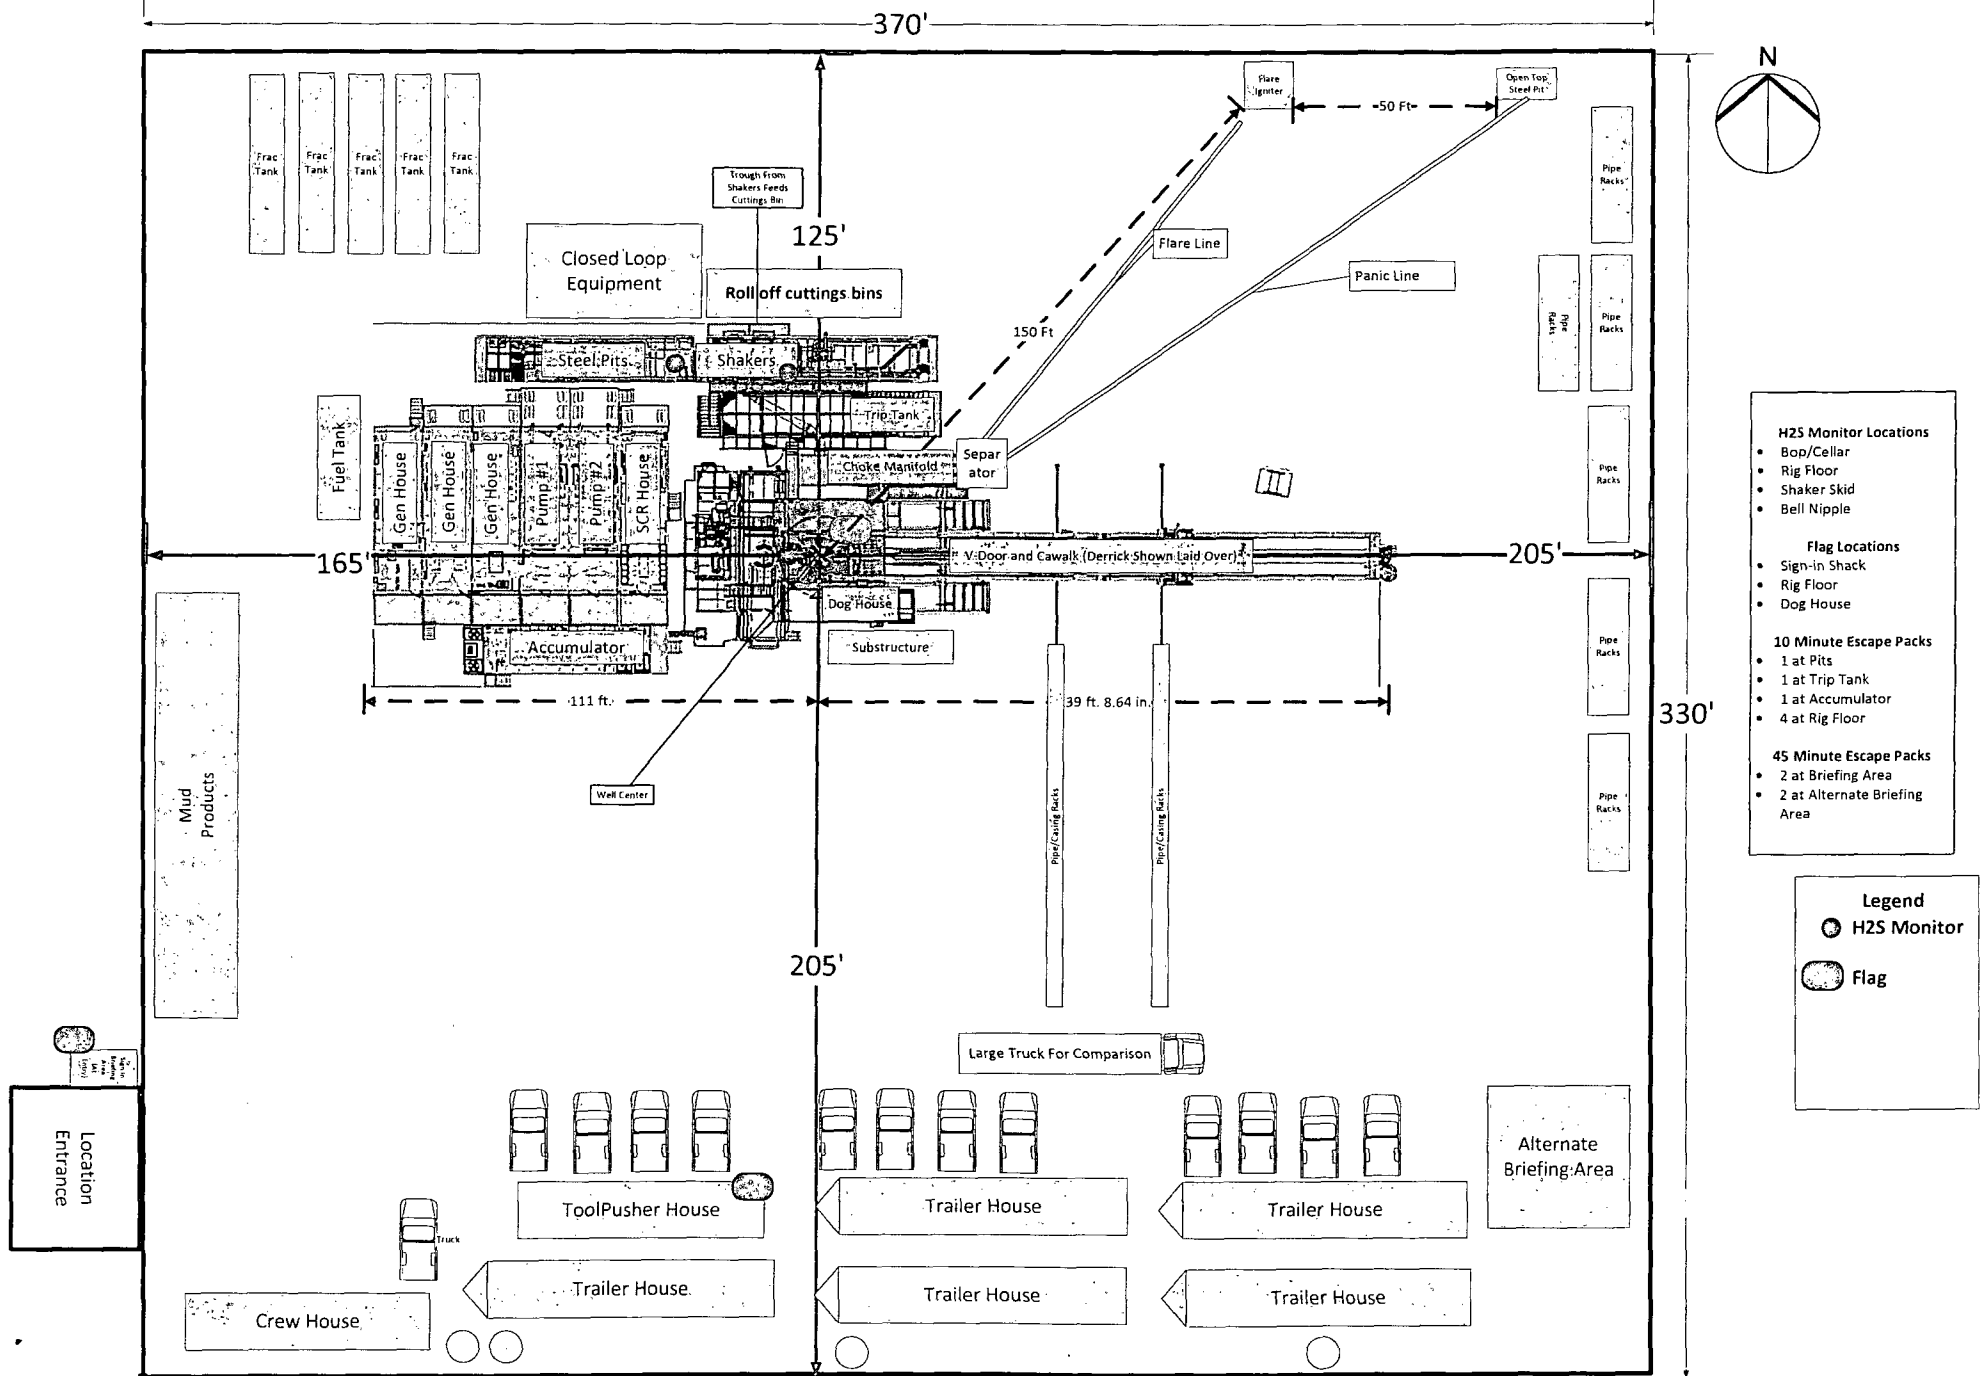 370'
N
Flare
Igniter
50 Ft
Open Top
Steel Pit
Frac
Tank
Frac
Tank
Frac
Tank
Frac
Tank
Frac
Tank
Pipe
Racks
Trough From
Shakers Feeds
Cuttings Bin
125'
Flare Line
Closed Loop
Equipment
Roll off cuttings bins
Panic Line
Pipe
Racks
Pipe
Racks
150 Ft
Steel Pits
Shakers
Trip Tank
Fuel Tank
Gen House
Gen House
Gen House
Pump #1
Pump #2
SCR House
Choke Manifold
Separ
ator
Pipe
Racks
165'
V-Door and Cawalk (Derrick Shown Laid Over)
205'
Dog House
Accumulator
Substructure
Pipe
Racks
111 ft.
39 ft. 8.64 in.
330'
Mud
Products
Well Center
Pipe/Casing Racks
Pipe/Casing Racks
Pipe
Racks
H2S Monitor Locations
• Bop/Cellar
• Rig Floor
• Shaker Skid
• Bell Nipple
Flag Locations
• Sign-in Shack
• Rig Floor
• Dog House
10 Minute Escape Packs
• 1 at Pits
• 1 at Trip Tank
• 1 at Accumulator
• 4 at Rig Floor
45 Minute Escape Packs
• 2 at Briefing Area
• 2 at Alternate Briefing
Area
Legend
H2S Monitor
Flag
205'
Sign in
Briefing
Area
Large Truck For Comparison
Location
Entrance
Alternate
Briefing Area
ToolPusher House
Trailer House
Trailer House
Truck
Trailer House
Trailer House
Trailer House
Crew House